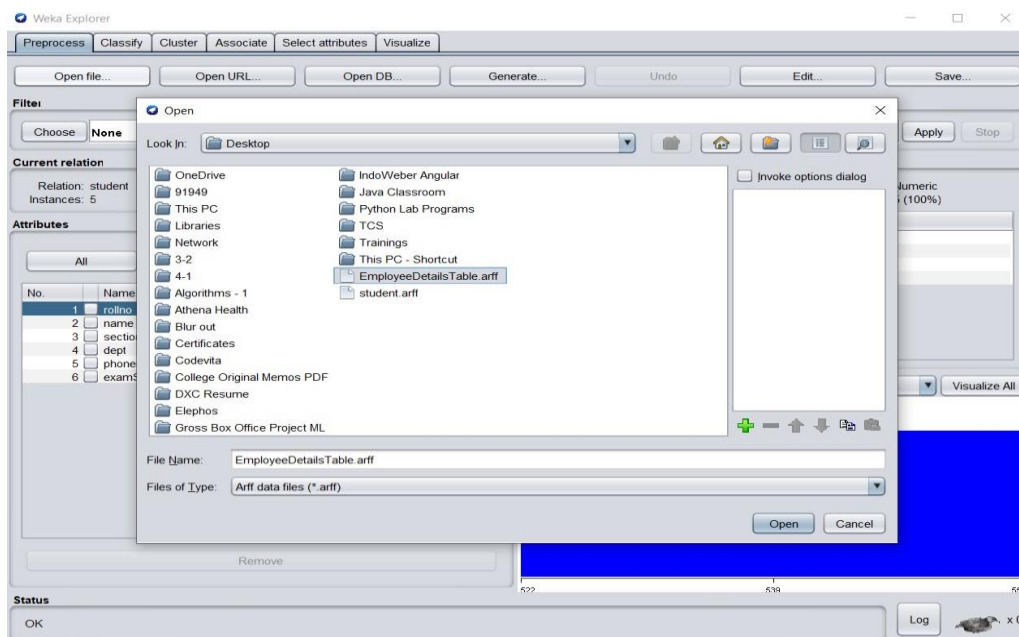 Weka Explorer
Preprocess Classify Cluster Associate Select attributes Visualize
Open file... Open URL... Open DB... Generate... Undo Edit... Save...
Filter
Choose None Apply Stop
Current relation
Relation: student
Instances: 5
Attributes
All
No. Name
1 rollno
2 name
3 sectio
4 dept
5 phone
6 examS
Remove
Status
OK
Open
Look In: Desktop
OneDrive
91949
This PC
Libraries
Network
3-2
4-1
Algorithms - 1
Athena Health
Blur out
Certificates
Codevita
College Original Memos PDF
DXC Resume
Elephos
Gross Box Office Project ML
IndoWeber Angular
Java Classroom
Python Lab Programs
TCS
Trainings
This PC - Shortcut
EmployeeDetailsTable.arff
student.arff
Invoke options dialog
File Name: EmployeeDetailsTable.arff
Files of Type: Arff data files (*.arff)
Open Cancel
Numeric
(100%)
Visualize All
522 539
Log x